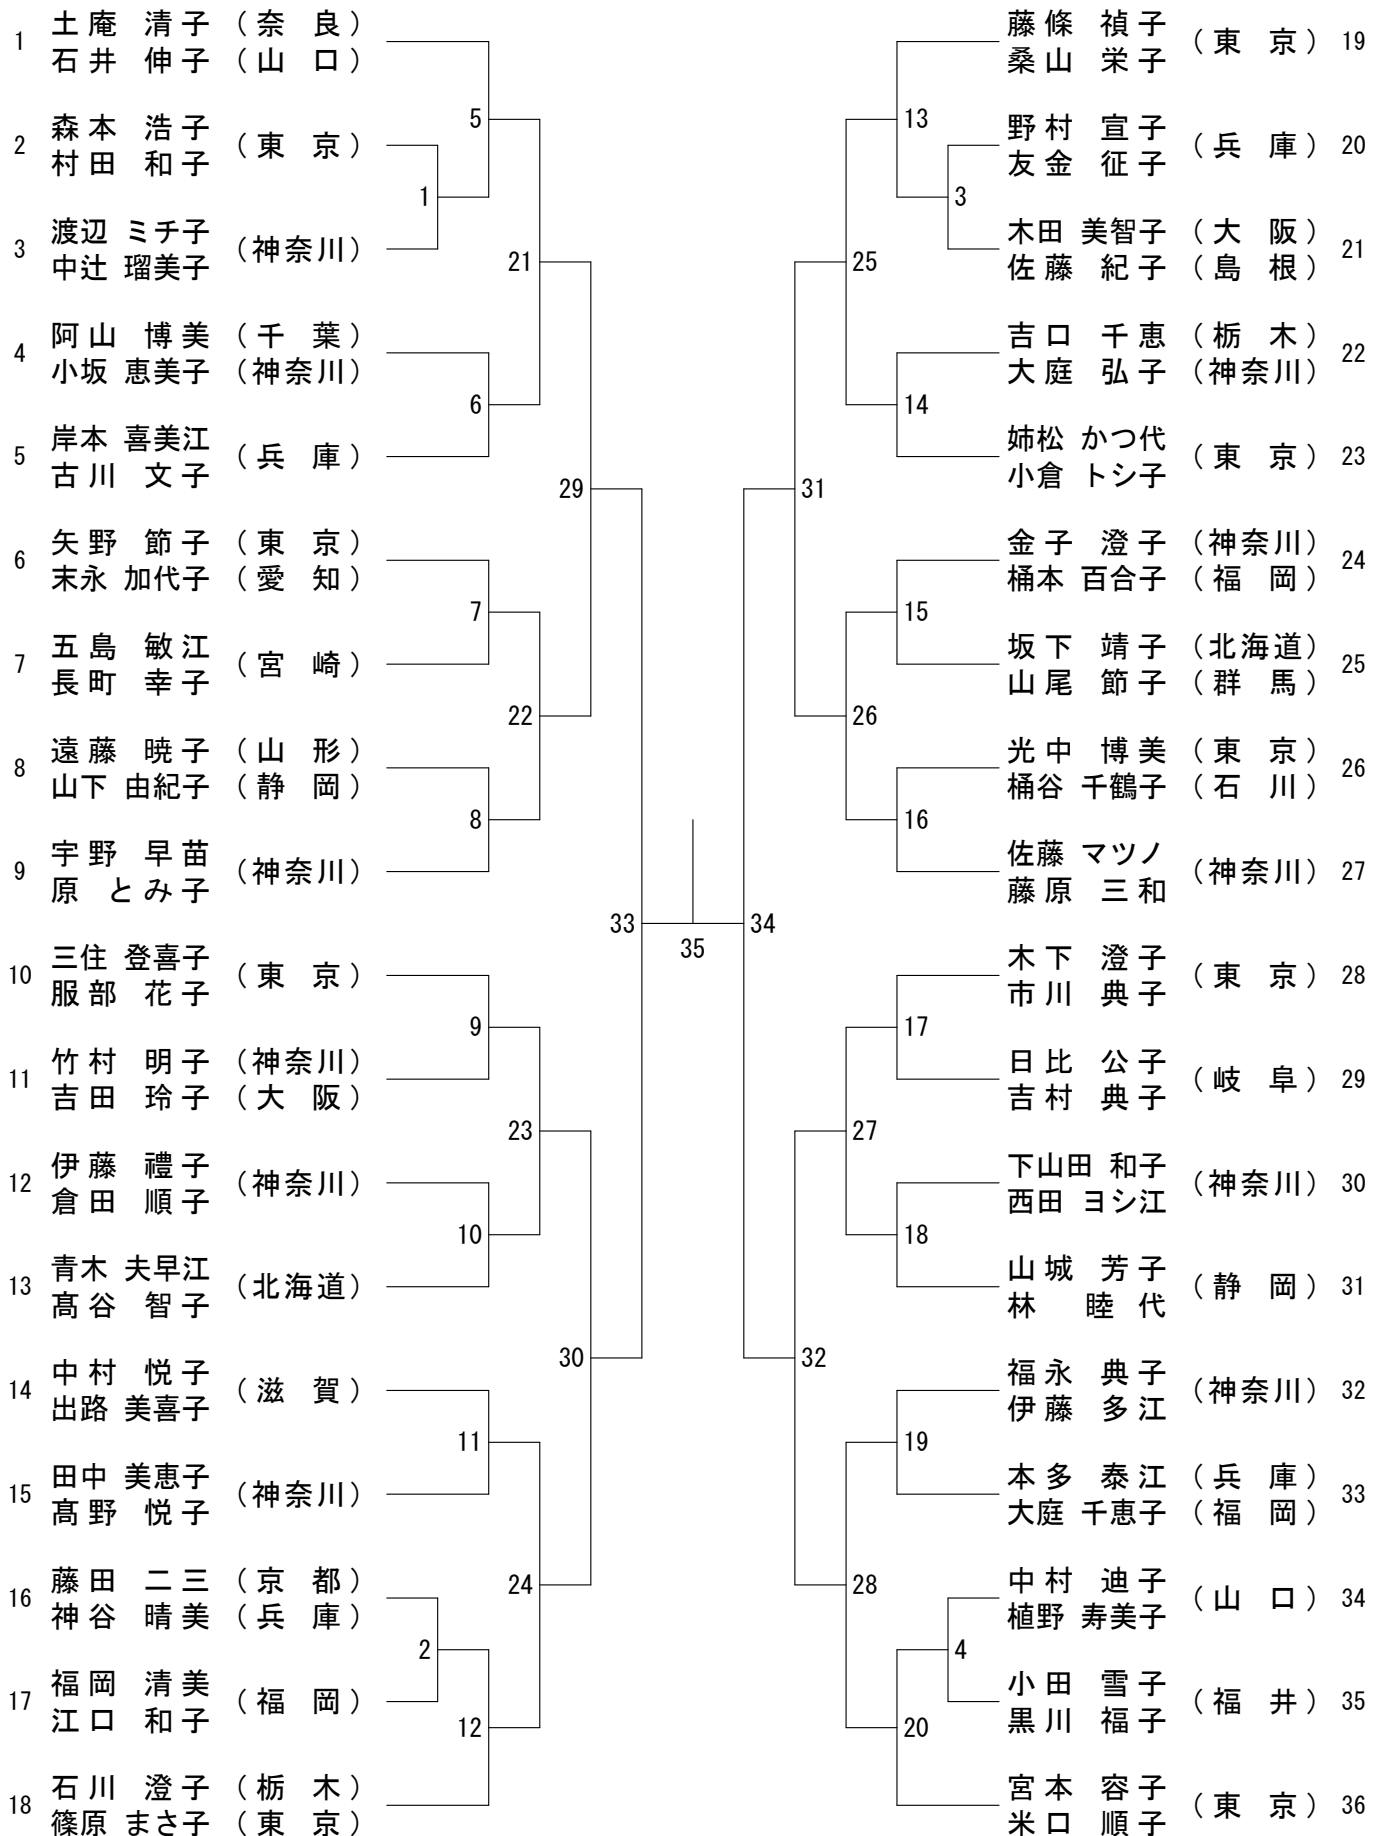 1 土庵 清子 (奈良)
石井 伸子 (山口)
2 森本 浩子 (東京)
村田 和子
3 渡辺 ミチ子 (神奈川)
中辻 瑠美子
4 阿山 博美 (千葉)
小坂 恵美子 (神奈川)
5 岸本 喜美江 (兵庫)
古川 文子
6 矢野 節子 (東京)
末永 加代子 (愛知)
7 五島 敏江 (宮崎)
長町 幸子
8 遠藤 暁子 (山形)
山下 由紀子 (静岡)
9 宇野 早苗 (神奈川)
原 とみ子
10 三住 登喜子 (東京)
服部 花子
11 竹村 明子 (神奈川)
吉田 玲子 (大阪)
12 伊藤 禮子 (神奈川)
倉田 順子
13 青木 夫早江 (北海道)
髙谷 智子
14 中村 悦子 (滋賀)
出路 美喜子
15 田中 美恵子 (神奈川)
髙野 悦子
16 藤田 二三 (京都)
神谷 晴美 (兵庫)
17 福岡 清美 (福岡)
江口 和子
18 石川 澄子 (栃木)
篠原 まさ子 (東京)
1
2
5
6
7
8
9
10
11
12
21
22
23
24
29
30
33
35
34
31
32
25
26
27
28
13
14
15
16
17
18
19
20
3
4
藤條 禎子 (東京) 19
桑山 栄子
野村 宣子 (兵庫) 20
友金 征子
木田 美智子 (大阪) 21
佐藤 紀子 (島根)
吉口 千恵 (栃木) 22
大庭 弘子 (神奈川)
姉松 かつ代 (東京) 23
小倉 トシ子
金子 澄子 (神奈川) 24
桶本 百合子 (福岡)
坂下 靖子 (北海道) 25
山尾 節子 (群馬)
光中 博美 (東京) 26
桶谷 千鶴子 (石川)
佐藤 マツノ (神奈川) 27
藤原 三和
木下 澄子 (東京) 28
市川 典子
日比 公子 (岐阜) 29
吉村 典子
下山田 和子 (神奈川) 30
西田 ヨシ江
山城 芳子 (静岡) 31
林 睦代
福永 典子 (神奈川) 32
伊藤 多江
本多 泰江 (兵庫) 33
大庭 千恵子 (福岡)
中村 迪子 (山口) 34
植野 寿美子
小田 雪子 (福井) 35
黒川 福子
宮本 容子 (東京) 36
米口 順子